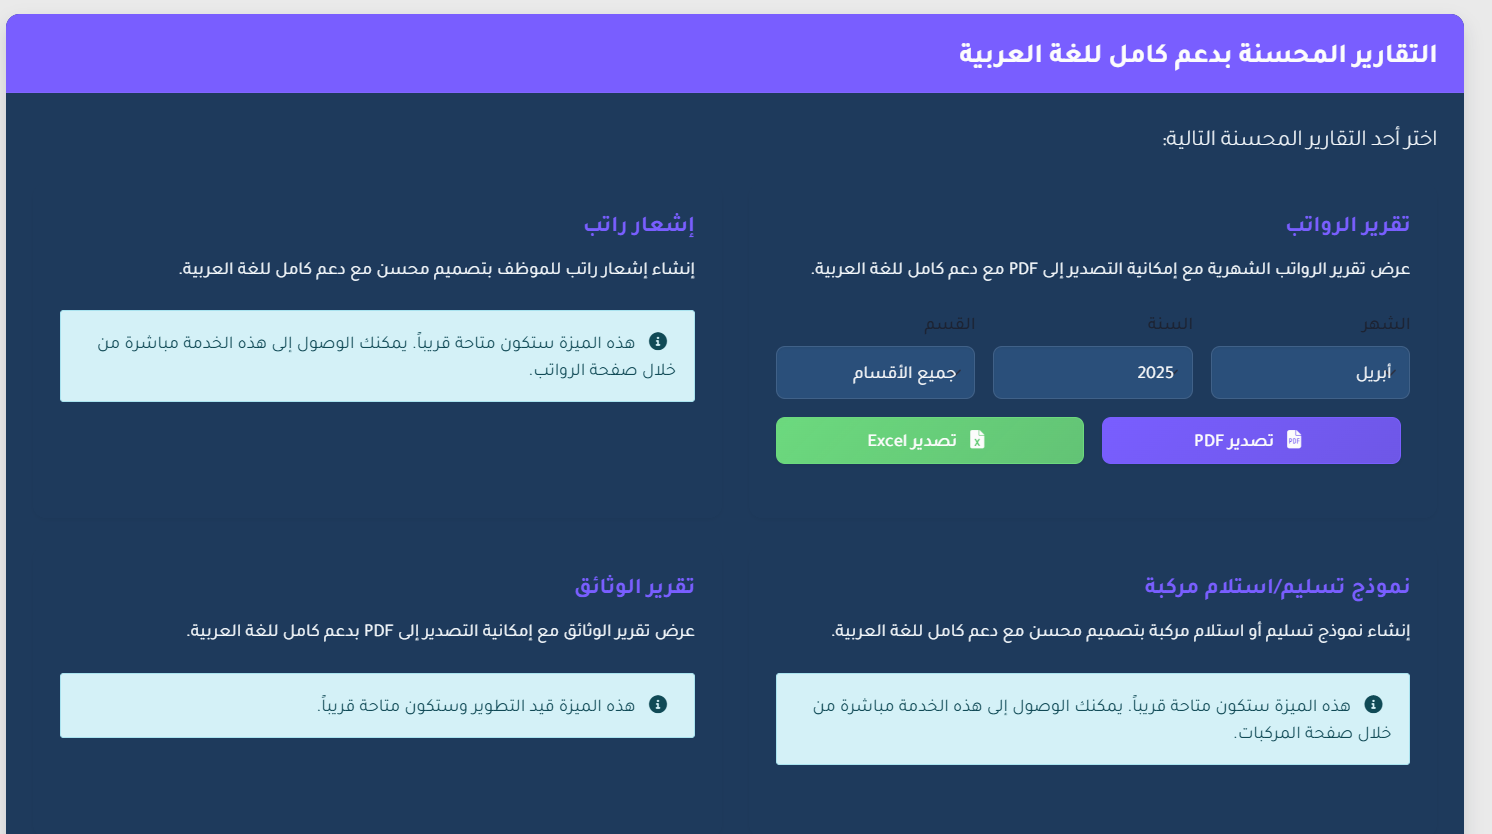 التقارير المحسنة بدعم كامل للغة العربية
اختر أحد التقارير المحسنة التالية:
تقرير الرواتب
عرض تقرير الرواتب الشهرية مع إمكانية التصدير إلى PDF مع دعم كامل للغة العربية.
الشهر
السنة
القسم
أبريل
2025
جميع الأقسام
تصدير PDF
تصدير Excel
إشعار راتب
إنشاء إشعار راتب للموظف بتصميم محسن مع دعم كامل للغة العربية.
هذه الميزة ستكون متاحة قريباً. يمكنك الوصول إلى هذه الخدمة مباشرة من
خلال صفحة الرواتب.
نموذج تسليم/استلام مركبة
إنشاء نموذج تسليم أو استلام مركبة بتصميم محسن مع دعم كامل للغة العربية.
هذه الميزة ستكون متاحة قريباً. يمكنك الوصول إلى هذه الخدمة مباشرة من
خلال صفحة المركبات.
تقرير الوثائق
عرض تقرير الوثائق مع إمكانية التصدير إلى PDF بدعم كامل للغة العربية.
هذه الميزة قيد التطوير وستكون متاحة قريباً.